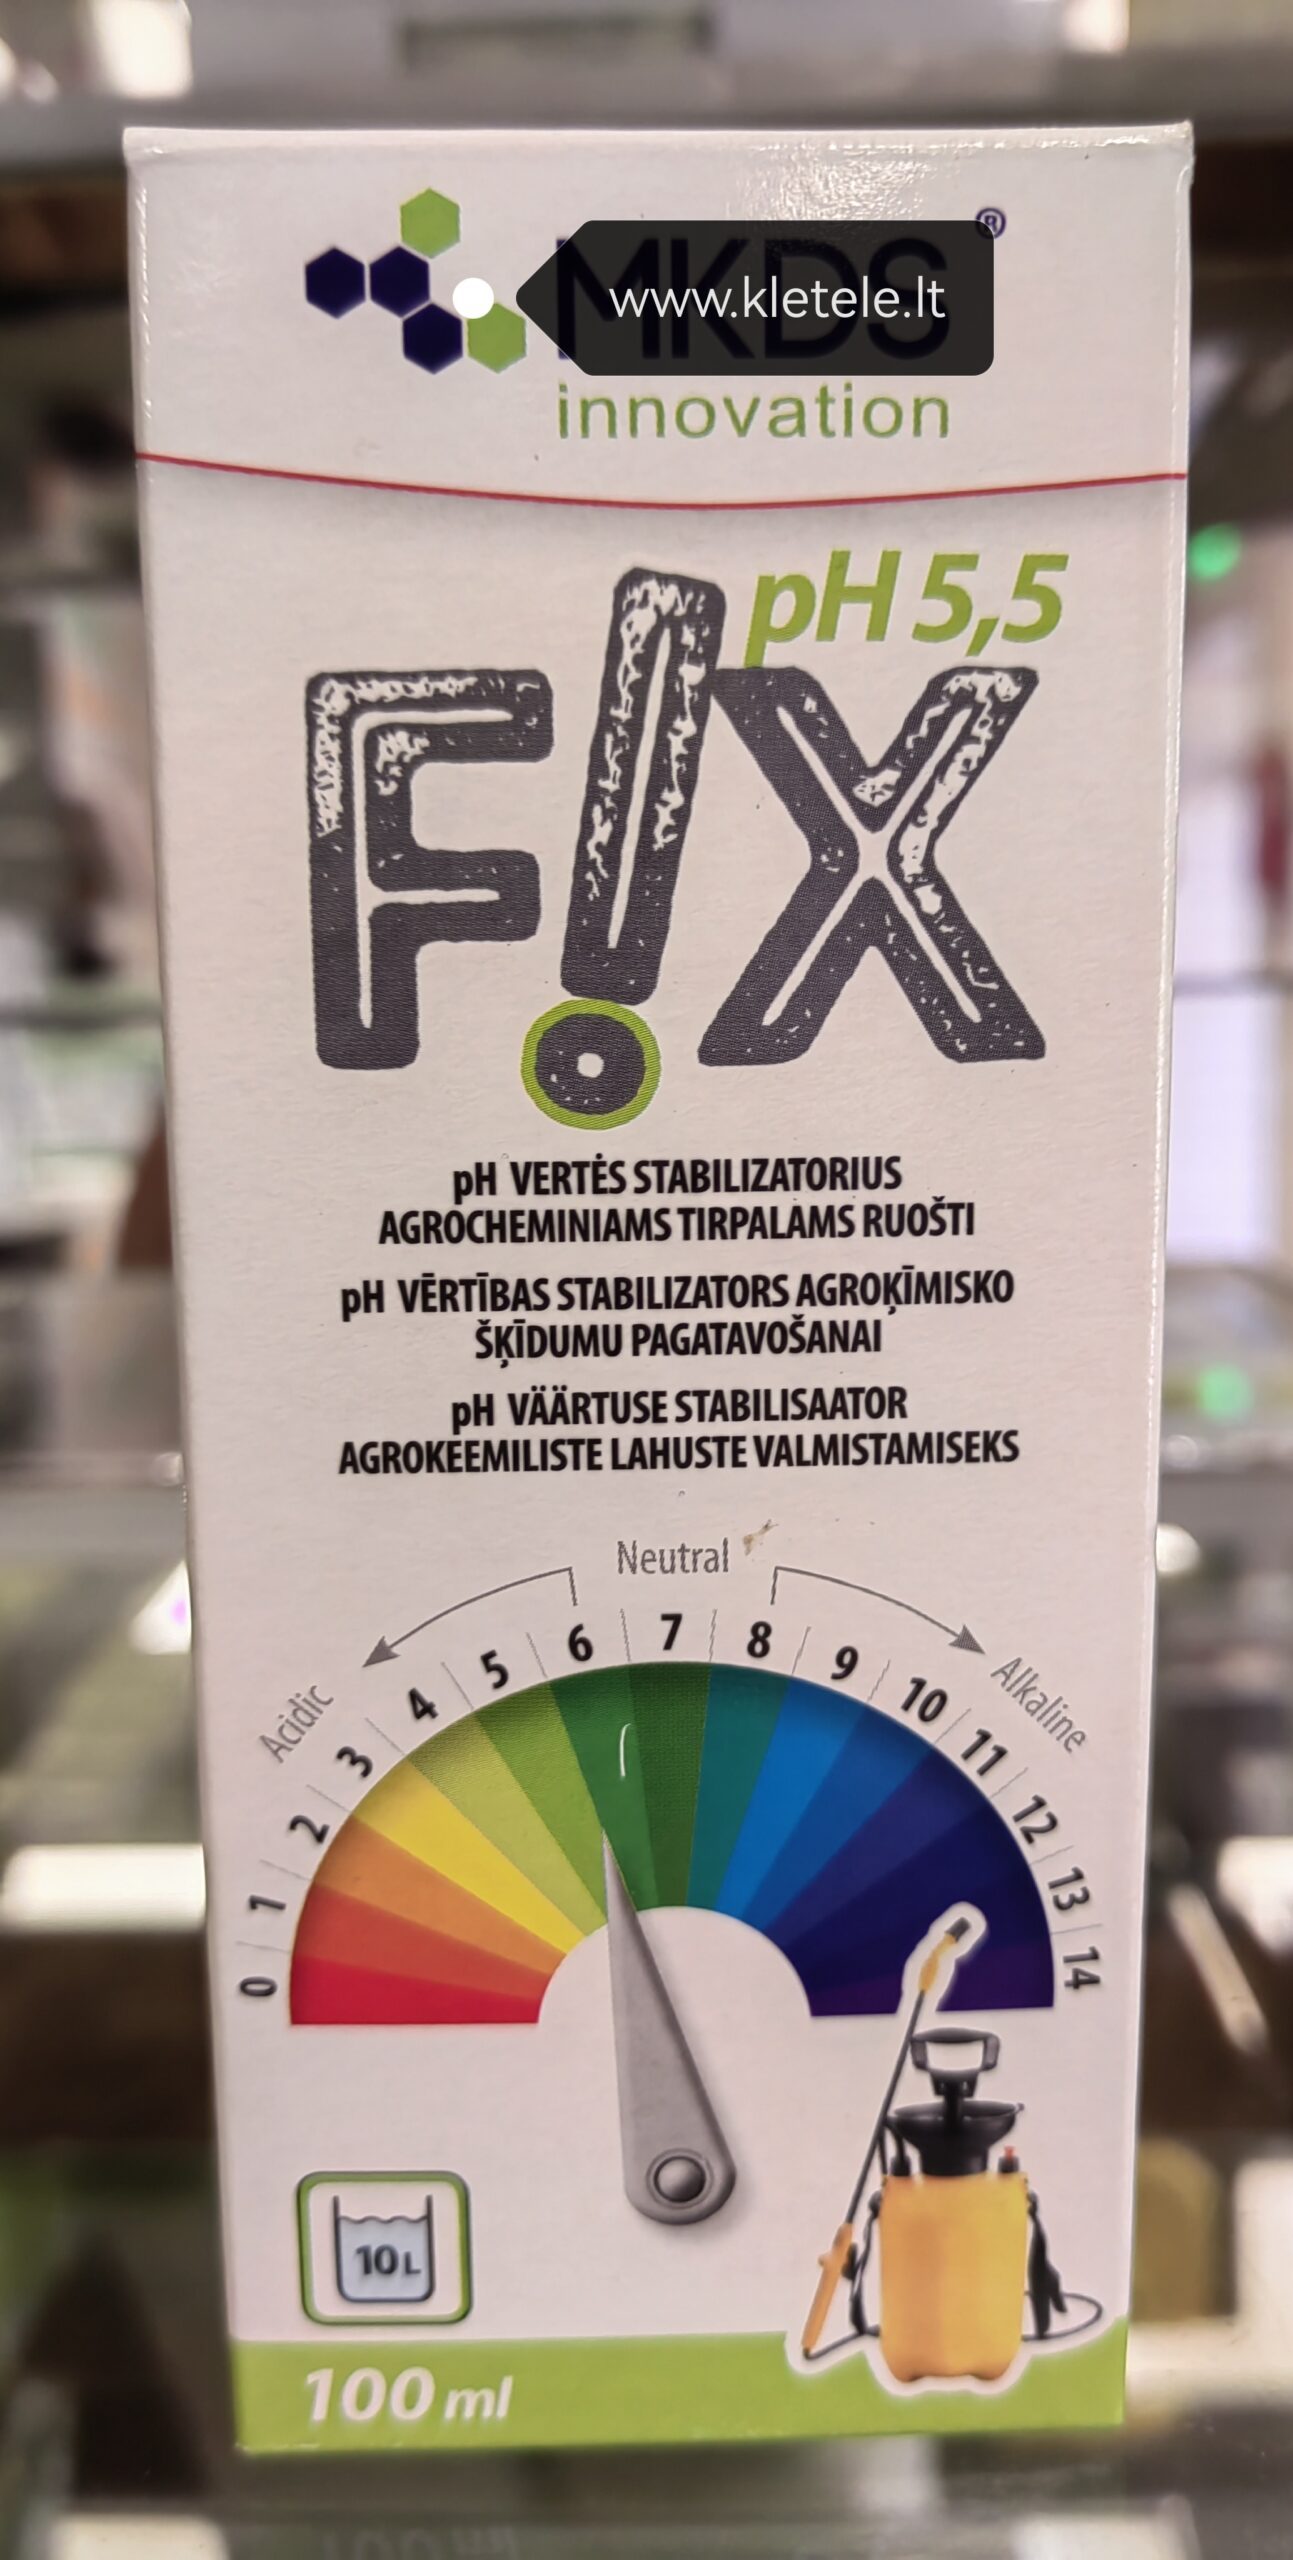 MKDS®
www.kletele.lt
innovation
pH 5,5
F!X
pH VERTĖS STABILIZATORIUS
AGROCHEMINIAMS TIRPALAMS RUOŠTI
pH VĒRTĪBAS STABILIZATORS AGROĶĪMISKO
ŠĶĪDUMU PAGATAVOŠANAI
pH VÄÄRTUSE STABILISAATOR
AGROKEEMILISTE LAHUSTE VALMISTAMISEKS
Neutral
Acidic
Alkaline
0 1 2 3 4 5 6 7 8 9 10 11 12 13 14
10 L
100 ml